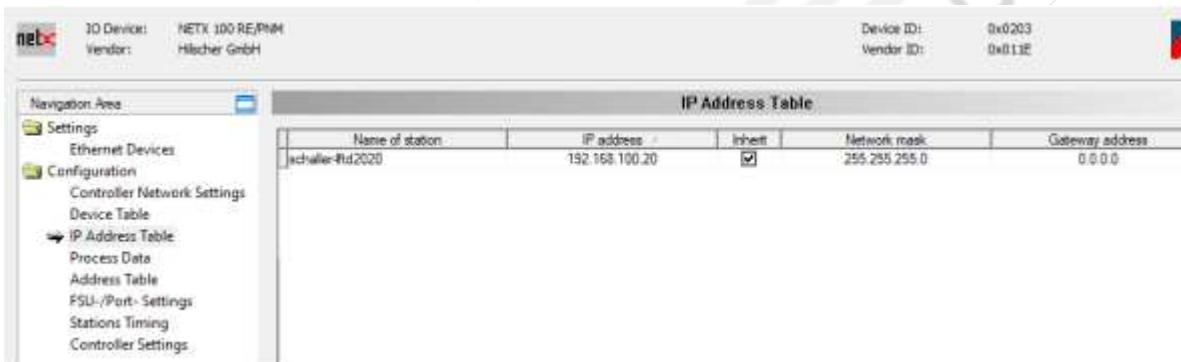 netx
IO Device: NETX 100 RE/PNM
Vendor: Hilscher GmbH
Device ID: 0x0203
Vendor ID: 0x011E
Navigation Area
Settings
Ethernet Devices
Configuration
Controller Network Settings
Device Table
IP Address Table
Process Data
Address Table
FSU-/Port- Settings
Stations Timing
Controller Settings
IP Address Table
Name of station IP address Inherit Network mask Gateway address
192.168.100.20 255.255.255.0 0.0.0.0